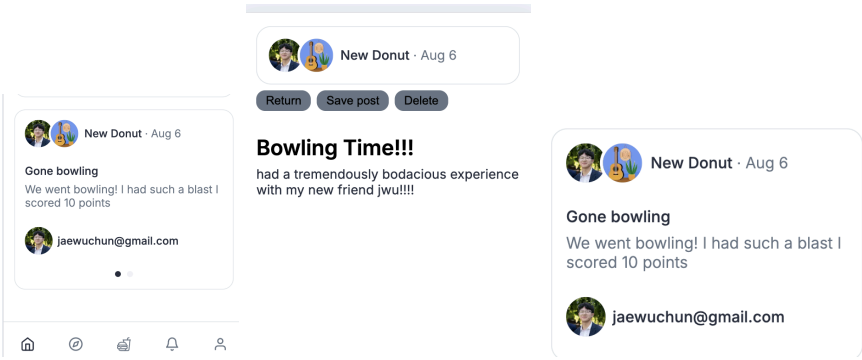 New Donut · Aug 6
Gone bowling
We went bowling! I had such a blast I
scored 10 points
jaewuchun@gmail.com
New Donut · Aug 6
Return Save post Delete
Bowling Time!!!
had a tremendously bodacious experience
with my new friend jwu!!!!
New Donut · Aug 6
Gone bowling
We went bowling! I had such a blast I
scored 10 points
jaewuchun@gmail.com